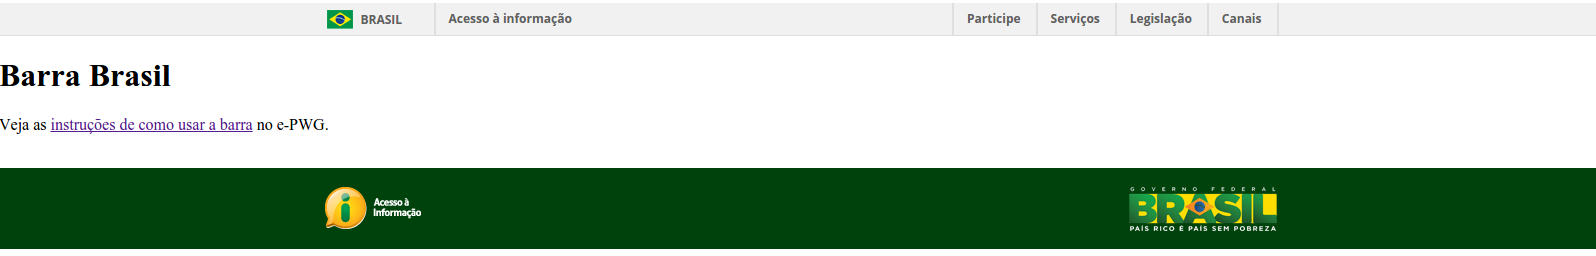 BRASIL Acesso à informação Participe Serviços Legislação Canais
Barra Brasil
Veja as instruções de como usar a barra no e-PWG.
Acesso à
Informação
GOVERNO FEDERAL
BRASIL
PAÍS RICO É PAÍS SEM POBREZA